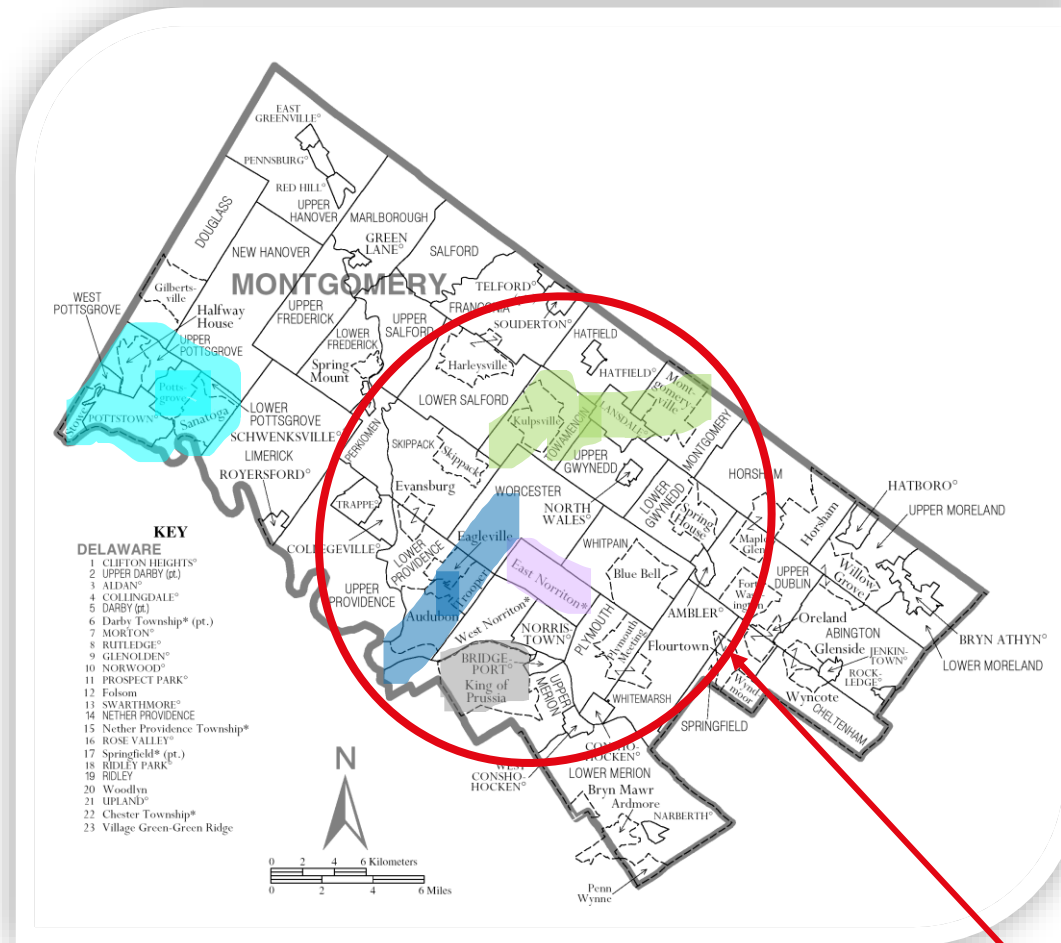 EAST
GREENVILLE°
PENNSBURG°
RED HILL°
UPPER
HANOVER
DOUGLASS
MARLBOROUGH
GREEN
LANE°
SALFORD
NEW HANOVER
MONTGOMERY
TELFORD°
FRANCONIA
SOUDERTON°
WEST
POTTSGROVE
Gilberts-
ville
Halfway
House
UPPER
POTTSGROVE
UPPER
FREDERICK
LOWER
FREDERICK
UPPER
SALFORD
Spring
Mount
Harleysville
HATFIELD
HATFIELD°
Mont-
gomery-
ville
Potts-
grove
Stowe
POTTSTOWN°
Sanatoga
LOWER
POTTSGROVE
LOWER SALFORD
Kulpsville
TOWAMENCIN
LANSDALE°
MONTGOMERY
SCHWENKSVILLE°
LIMERICK
ROYERSFORD°
PERKIOMEN
SKIPPACK
Skippack
UPPER
GWYNEDD
HORSHAM
HATBORO°
UPPER MORELAND
Evansburg
TRAPPE°
WORCESTER
NORTH
WALES°
LOWER
GWYNEDD
Spring
House
Horsham
COLLEGEVILLE°
LOWER
PROVIDENCE
Eagleville
WHITPAIN
Maple
Glen
Willow
Grove
UPPER
PROVIDENCE
Trooper
East Norriton*
Blue Bell
UPPER
DUBLIN
Fort
Wash-
ington
AMBLER°
Audubon
West Norriton*
NORRIS-
TOWN°
PLYMOUTH
Plymouth
Meeting
Flourtown
Oreland
ABINGTON
Glenside
JENKIN-
TOWN°
ROCK-
LEDGE°
BRYN ATHYN°
LOWER MORELAND
BRIDGE-
PORT°
King of
Prussia
UPPER
MERION
WHITEMARSH
Wynd-
moor
Wyncote
CHELTENHAM
SPRINGFIELD
CONSHO-
HOCKEN°
WEST
CONSHO-
HOCKEN°
LOWER MERION
Bryn Mawr
Ardmore
NARBERTH°
Penn
Wynne
KEY
DELAWARE
1 CLIFTON HEIGHTS°
2 UPPER DARBY (pt.)
3 ALDAN°
4 COLLINGDALE°
5 DARBY (pt.)
6 Darby Township* (pt.)
7 MORTON°
8 RUTLEDGE°
9 GLENOLDEN°
10 NORWOOD°
11 PROSPECT PARK°
12 Folsom
13 SWARTHMORE°
14 NETHER PROVIDENCE
15 Nether Providence Township*
16 ROSE VALLEY°
17 Springfield* (pt.)
18 RIDLEY PARK°
19 RIDLEY
20 Woodlyn
21 UPLAND°
22 Chester Township*
23 Village Green-Green Ridge
N
0 2 4 6 Kilometers
0 2 4 6 Miles